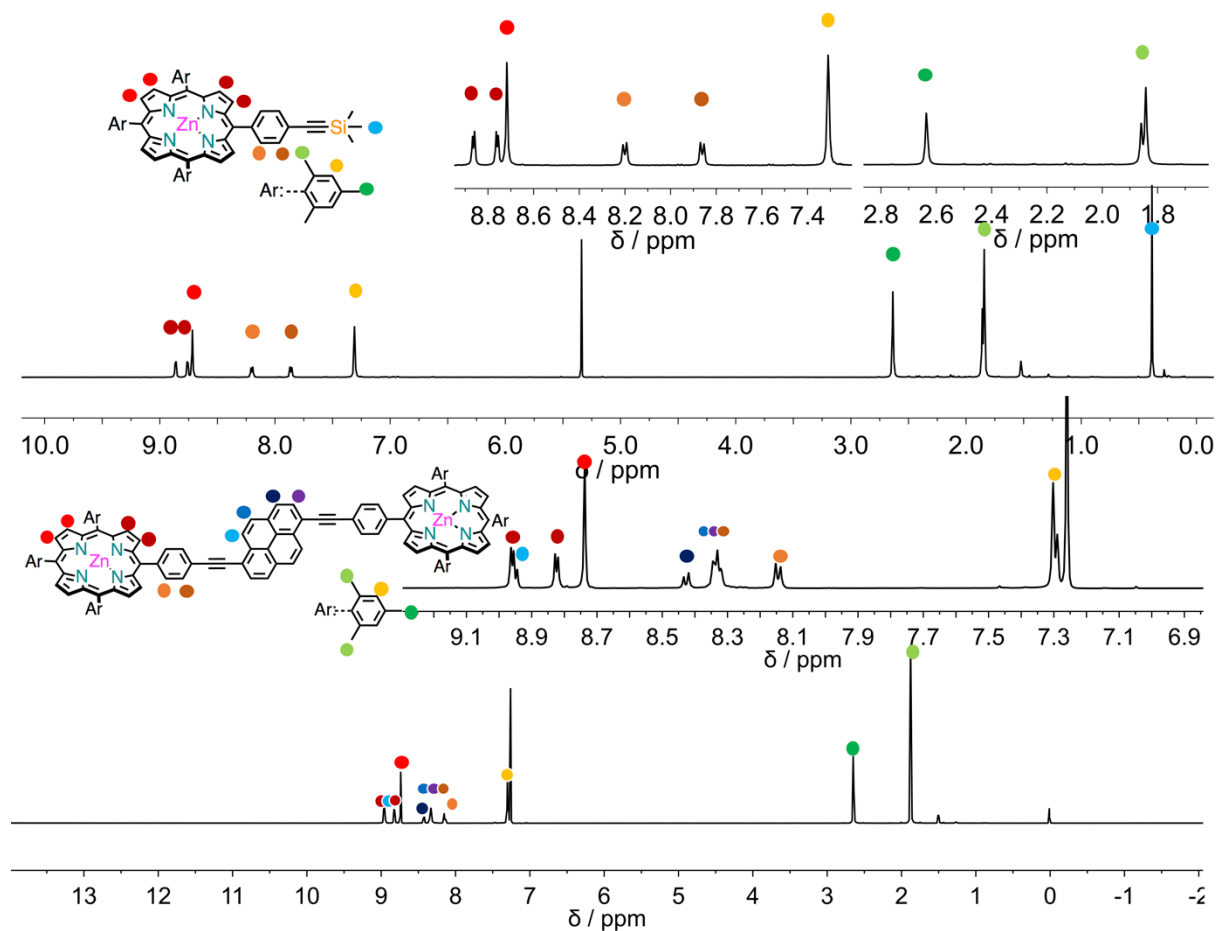 Ar
N N
Ar Zn Si
N N
Ar
Ar:
8.8 8.6 8.4 8.2 8.0 7.8 7.6 7.4
δ / ppm
2.8 2.6 2.4 2.2 2.0 1.8
δ / ppm
10.0 9.0 8.0 7.0 6.0 5.0 4.0 3.0 2.0 1.0 0.0
/ ppm
Ar
N N
Zn Ar
N N
Ar
Ar
N N
Ar Zn
N N
Ar
Ar:
9.1 8.9 8.7 8.5 8.3 8.1 7.9 7.7 7.5 7.3 7.1 6.9
δ / ppm
13 12 11 10 9 8 7 6 5 4 3 2 1 0 -1 -2
δ / ppm